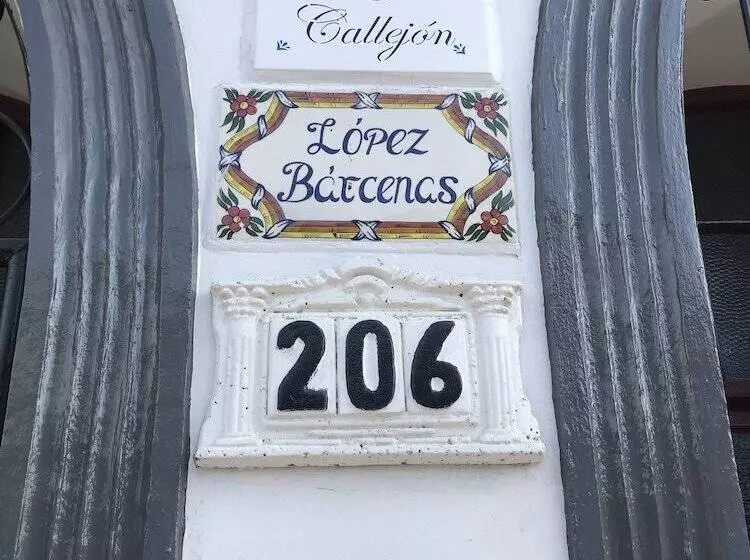 Callejón
López
Bárcenas
206